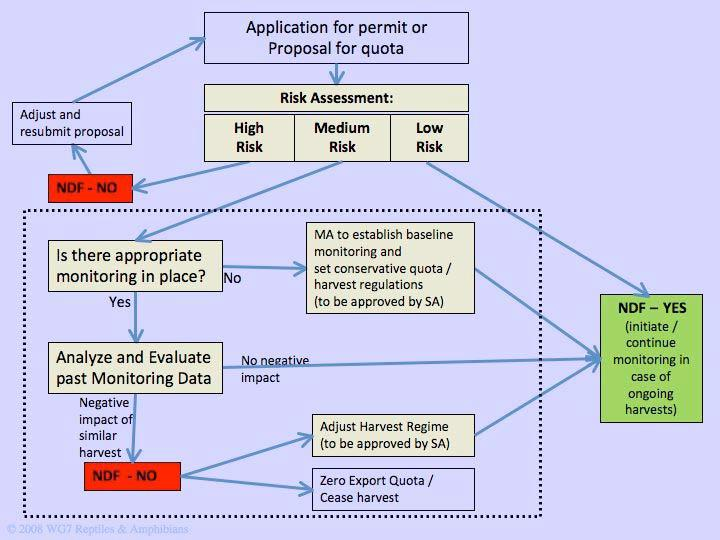 Application for permit or
Proposal for quota
Risk Assessment:
High
Risk
Medium
Risk
Low
Risk
Adjust and
resubmit proposal
NDF - NO
Is there appropriate
monitoring in place?
No
Yes
MA to establish baseline
monitoring and
set conservative quota /
harvest regulations
(to be approved by SA)
NDF – YES
(initiate /
continue
monitoring in
case of
ongoing
harvests)
Analyze and Evaluate
past Monitoring Data
No negative
impact
Negative
impact of
similar
harvest
NDF - NO
Adjust Harvest Regime
(to be approved by SA)
Zero Export Quota /
Cease harvest
© 2008 WG7 Reptiles & Amphibians